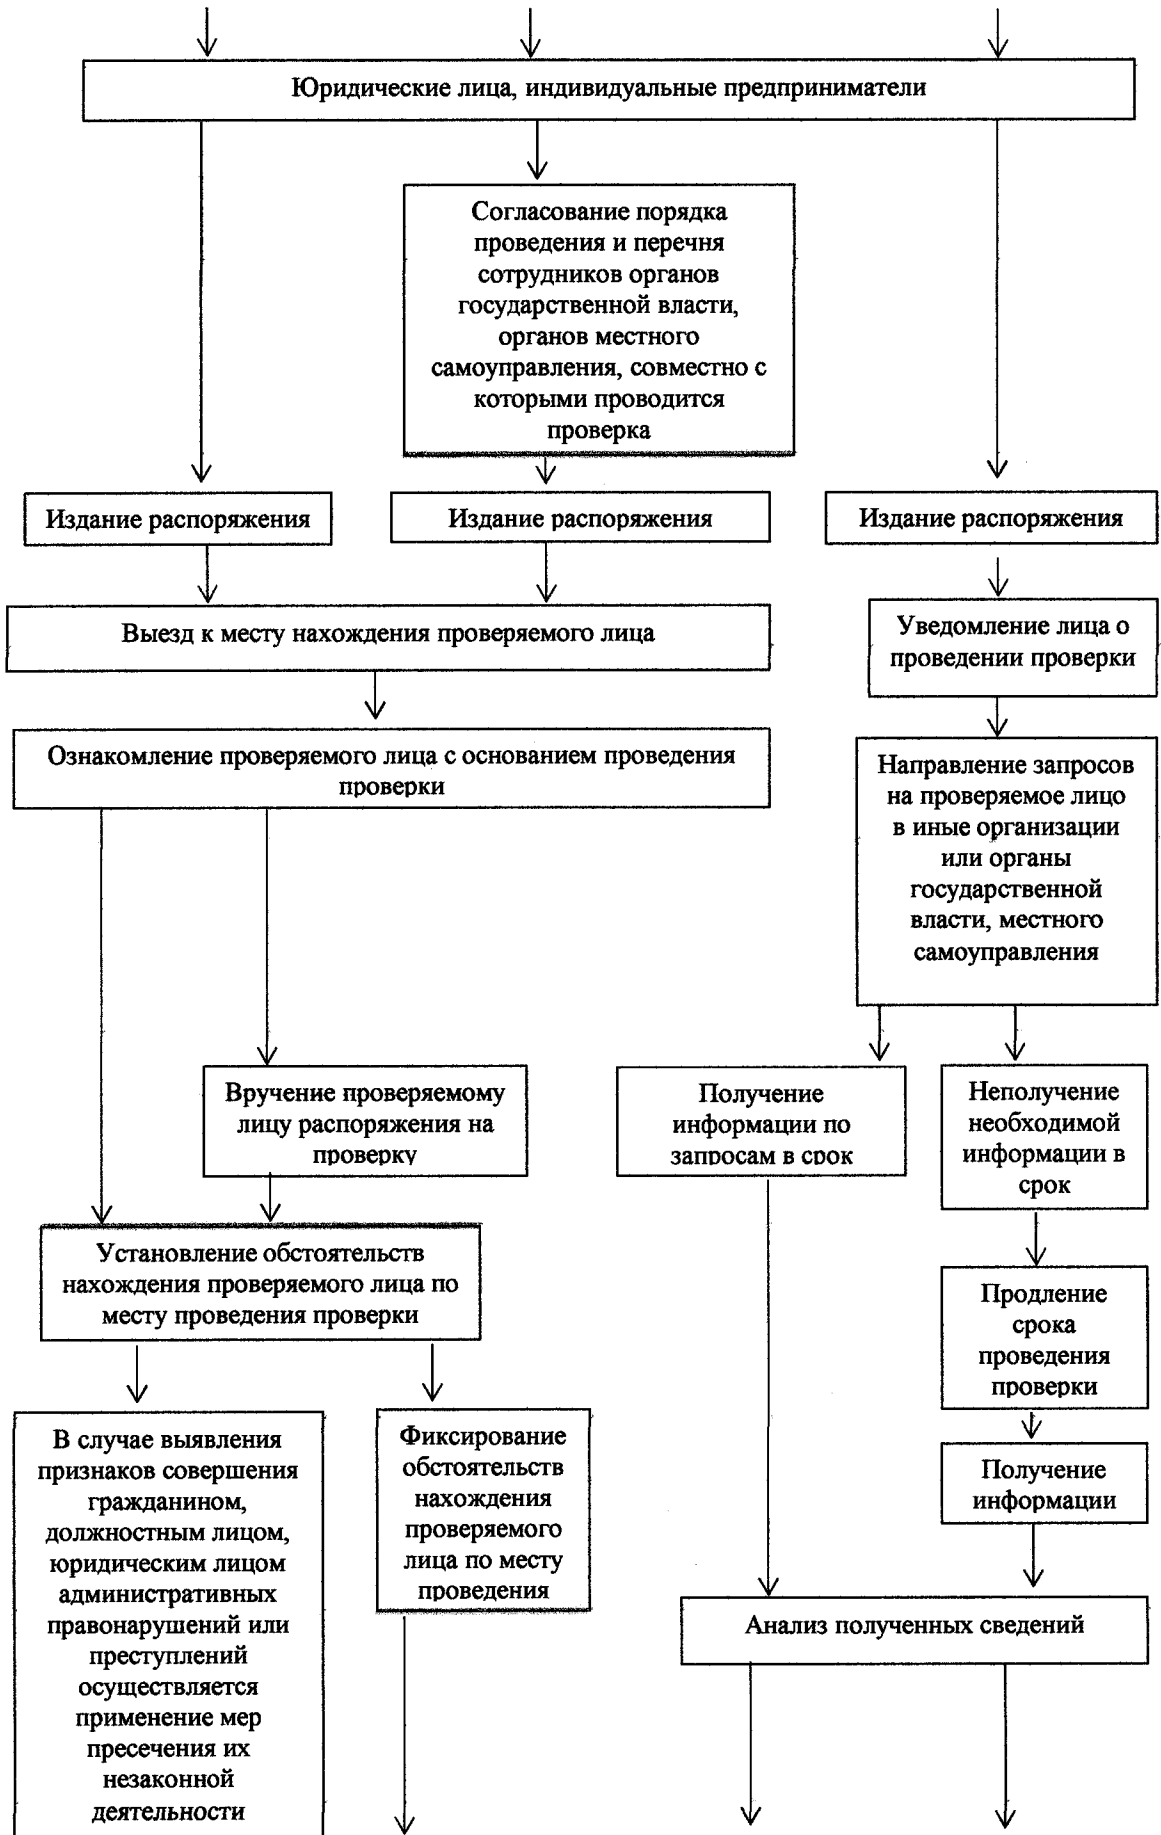 Юридические лица, индивидуальные предприниматели
Согласование порядка
проведения и перечня
сотрудников органов
государственной власти,
органов местного
самоуправления, совместно с
которыми проводится
проверка
Издание распоряжения
Издание распоряжения
Издание распоряжения
Выезд к месту нахождения проверяемого лица
Уведомление лица о
проведении проверки
Ознакомление проверяемого лица с основанием проведения
проверки
Направление запросов
на проверяемое лицо
в иные организации
или органы
государственной
власти, местного
самоуправления
Вручение проверяемому
лицу распоряжения на
проверку
Получение
информации по
запросам в срок
Неполучение
необходимой
информации в
срок
Установление обстоятельств
нахождения проверяемого лица по
месту проведения проверки
Продление
срока
проведения
проверки
В случае выявления
признаков совершения
гражданином,
должностным лицом,
юридическим лицом
административных
правонарушений или
преступлений
осуществляется
применение мер
пресечения их
незаконной
деятельности
Фиксирование
обстоятельств
нахождения
проверяемого
лица по месту
проведения
Получение
информации
Анализ полученных сведений